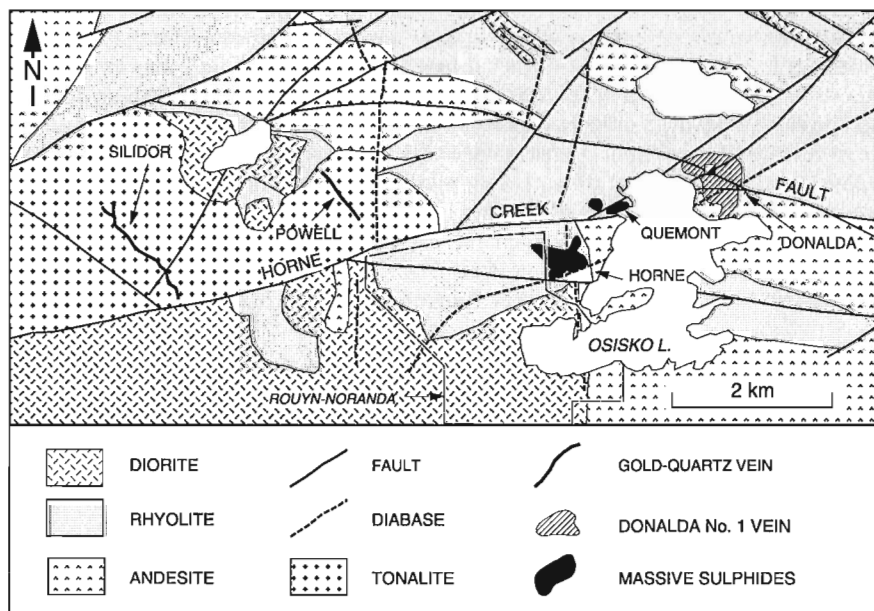 N
SILIDOR
POWELL
HORNE
CREEK
FAULT
QUEMONT
DONALDA
HORNE
OSISKO L.
ROUYN-NORANDA
2 km
DIORITE
FAULT
GOLD-QUARTZ VEIN
RHYOLITE
DIABASE
DONALDA No. 1 VEIN
ANDESITE
TONALITE
MASSIVE SULPHIDES